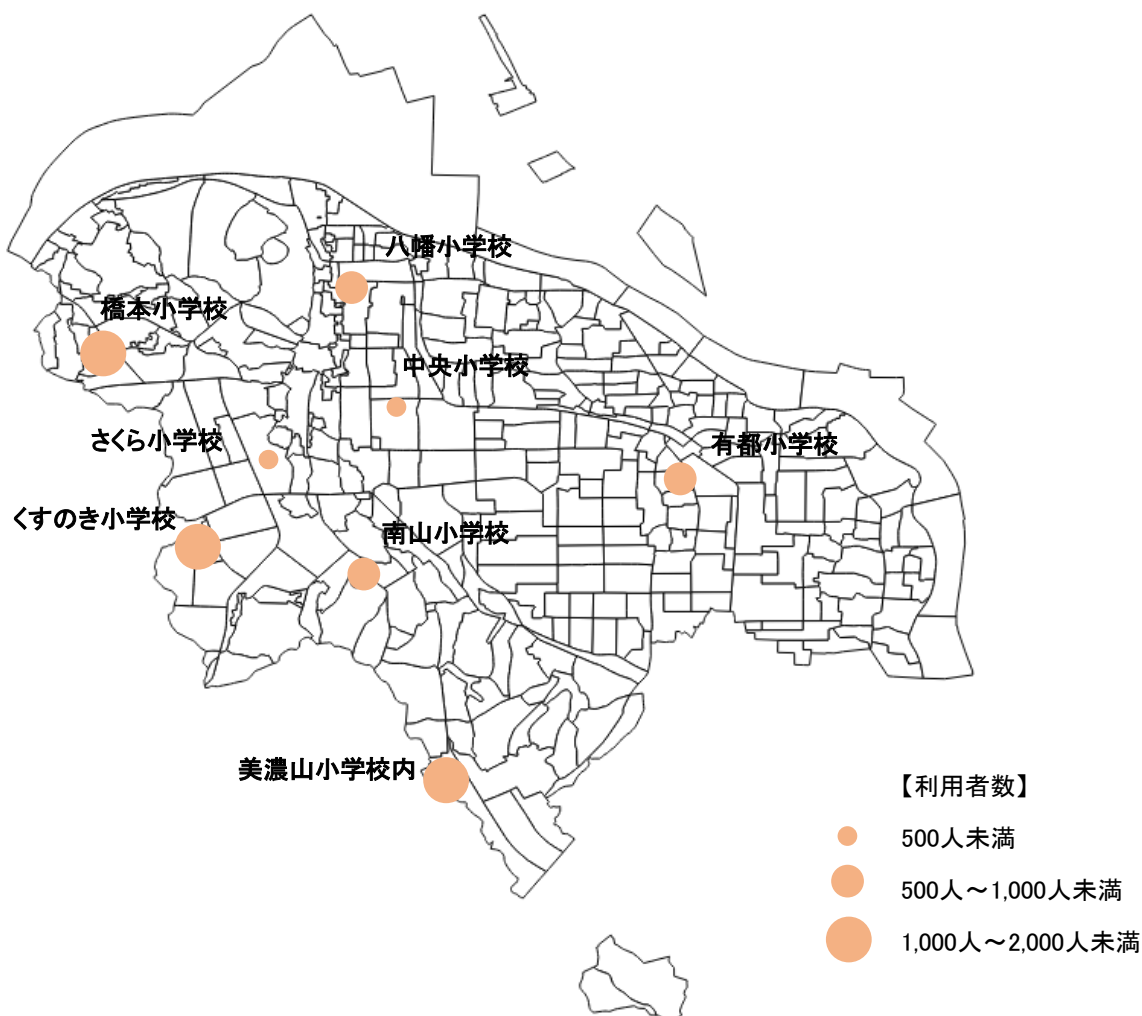 八幡小学校
橋本小学校
中央小学校
さくら小学校
有都小学校
くすのき小学校
南山小学校
美濃山小学校内
【利用者数】
500人未満
500人～1,000人未満
1,000人～2,000人未満